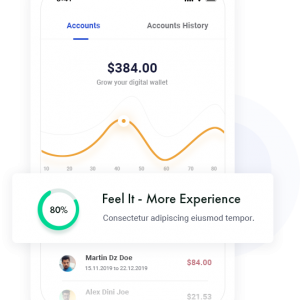 Accounts
Accounts History
$384.00
Grow your digital wallet
10 20 30 40 50 60 70 80
80%
Feel It - More Experience
Consectetur adipiscing eiusmod tempor.
Martin Dz Doe
$84.00
15.11.2019 to 22.12.2019
Alex Dini Joe
$21.53